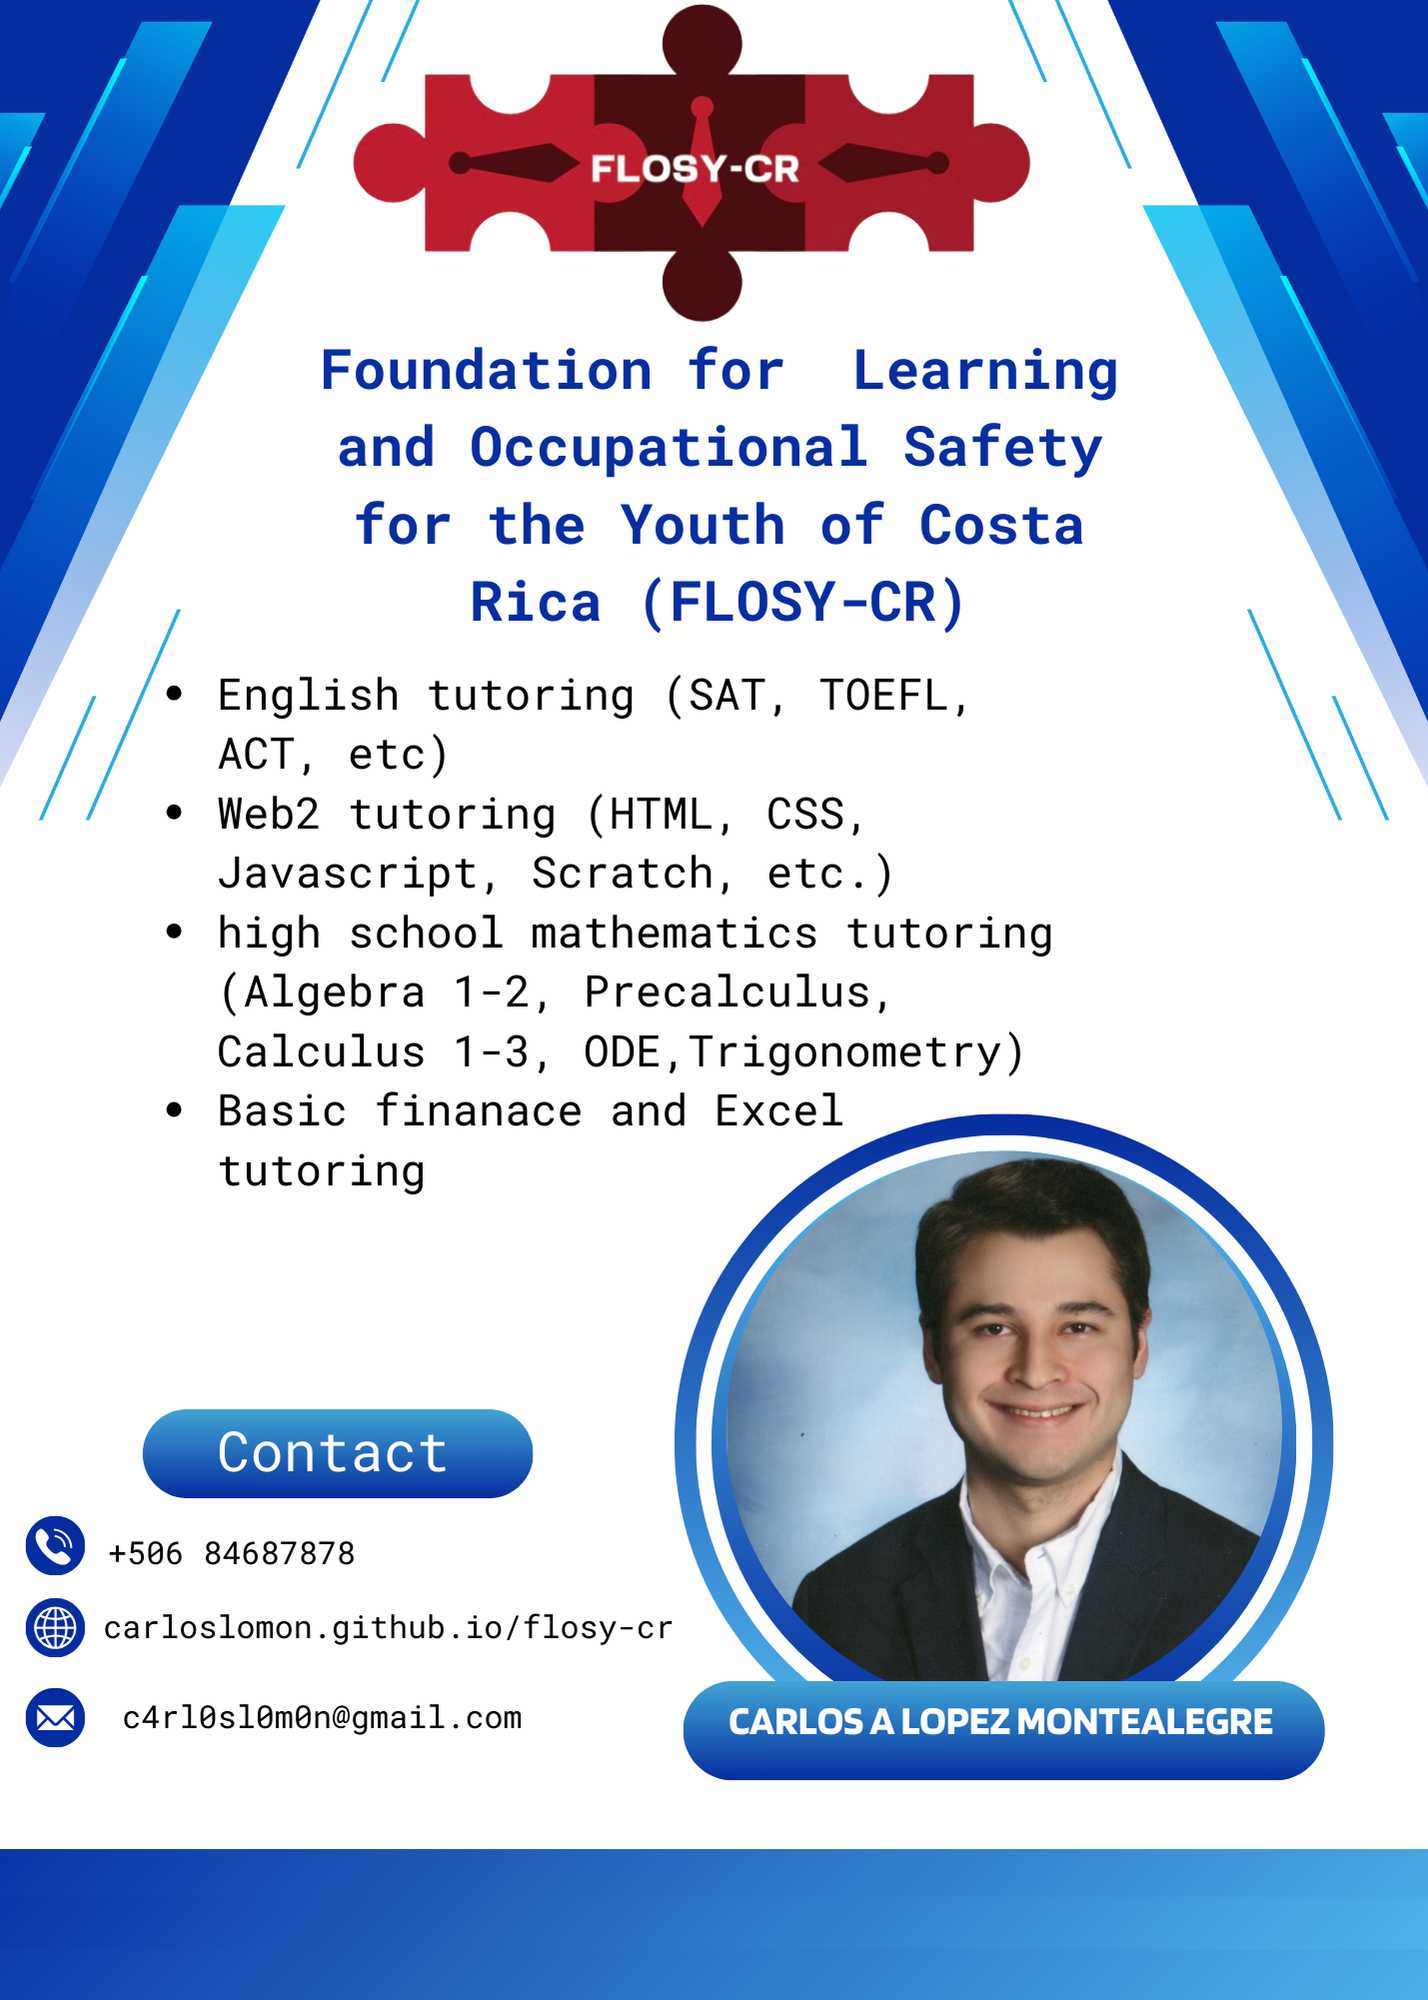 FLOSY-CR
Foundation for Learning
and Occupational Safety
for the Youth of Costa
Rica (FLOSY-CR)
• English tutoring (SAT, TOEFL,
ACT, etc)
• Web2 tutoring (HTML, CSS,
Javascript, Scratch, etc.)
• high school mathematics tutoring
(Algebra 1-2, Precalculus,
Calculus 1-3, ODE,Trigonometry)
• Basic finanace and Excel
tutoring
Contact
+506 84687878
carloslomon.github.io/flosy-cr
c4rl0sl0m0n@gmail.com
CARLOS A LOPEZ MONTEALEGRE